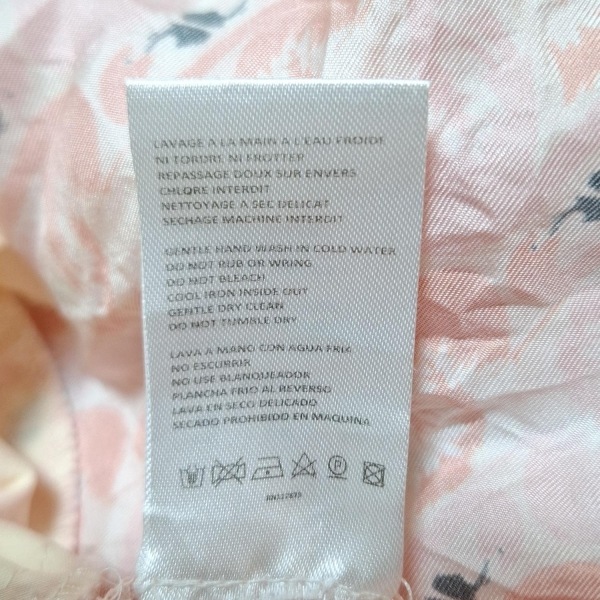 LAVAGE A LA MAIN A L'EAU FROIDE
NI TORDRE NI FROTTER
REPASSAGE DOUX SUR ENVERS
CHLORE INTERDIT
NETTOYAGE A SEC DELICAT
SECHAGE MACHINE INTERDIT
GENTLE HAND WASH IN COLD WATER
DO NOT RUB OR WRING
DO NOT BLEACH
COOL IRON INSIDE OUT
GENTLE DRY CLEAN
DO NOT TUMBLE DRY
LAVA A MANO CON AGUA FRIA
NO ESCURRIR
NO USE BLANQUEADOR
PLANCHA FRIO AL REVERSO
LAVA EN SECO DELICADO
SECADO PROHIBIDO EN MAQUINA
P